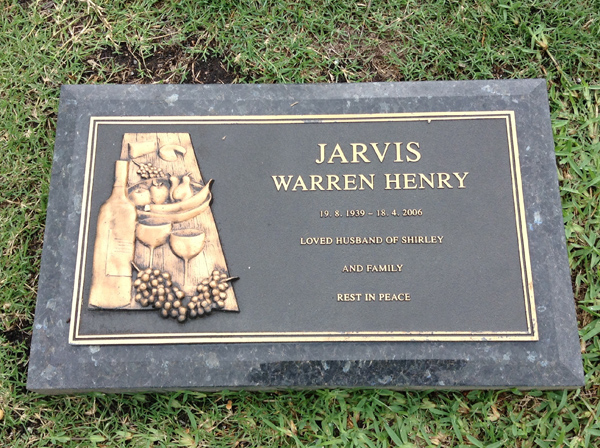 JARVIS
WARREN HENRY
19. 8. 1939 – 18. 4. 2006
LOVED HUSBAND OF SHIRLEY
AND FAMILY
REST IN PEACE